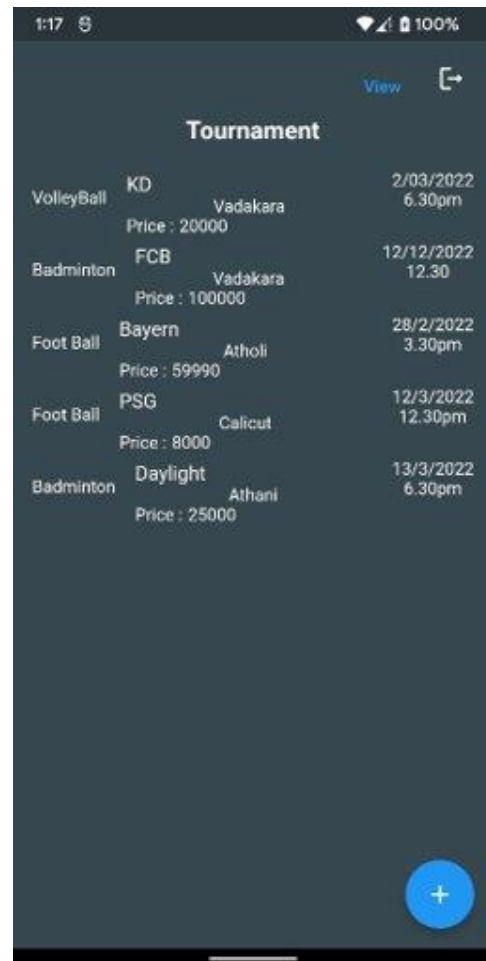 1:17 100%
View
Tournament
VolleyBall KD 2/03/2022
Vadakara 6.30pm
Price : 20000
Badminton FCB 12/12/2022
Vadakara 12.30
Price : 100000
Foot Ball Bayern 28/2/2022
Atholi 3.30pm
Price : 59990
Foot Ball PSG 12/3/2022
Calicut 12.30pm
Price : 8000
Badminton Daylight 13/3/2022
Athani 6.30pm
Price : 25000
+